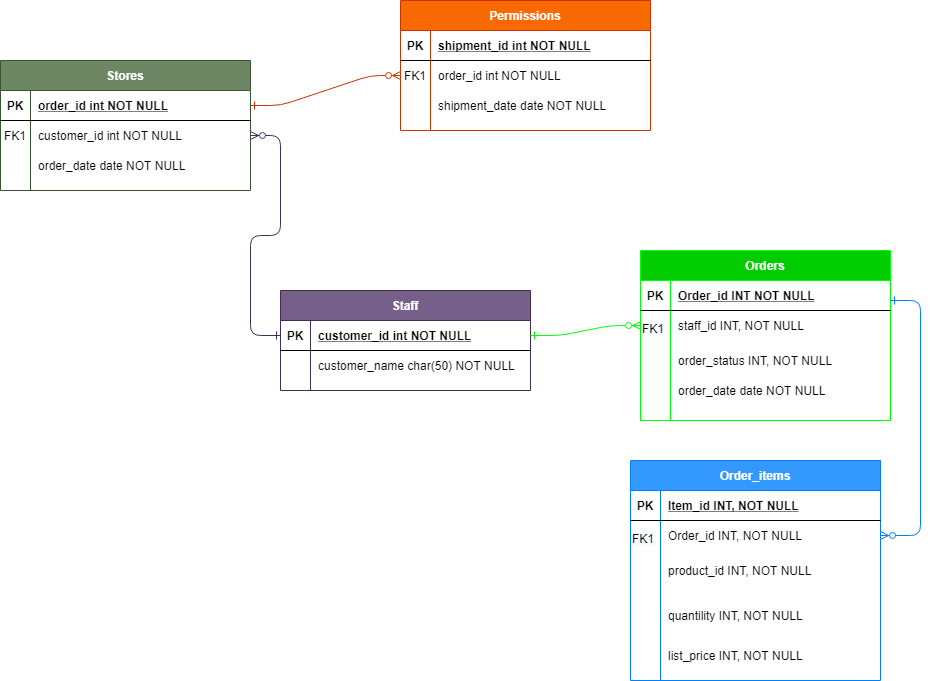 Permissions
PK shipment_id int NOT NULL
FK1 order_id int NOT NULL
shipment_date date NOT NULL
Stores
PK order_id int NOT NULL
FK1 customer_id int NOT NULL
order_date date NOT NULL
Staff
PK customer_id int NOT NULL
customer_name char(50) NOT NULL
Orders
PK Order_id INT NOT NULL
FK1 staff_id INT, NOT NULL
order_status INT, NOT NULL
order_date date NOT NULL
Order_items
PK Item_id INT, NOT NULL
FK1 Order_id INT, NOT NULL
product_id INT, NOT NULL
quantility INT, NOT NULL
list_price INT, NOT NULL